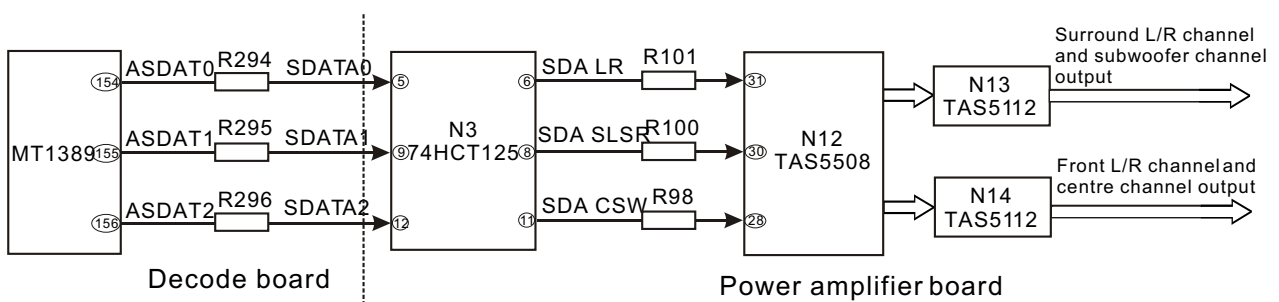 MT1389
154
ASDAT0
R294
SDATA0
155
ASDAT1
R295
SDATA1
156
ASDAT2
R296
SDATA2
Decode board
5
9
12
N3
74HCT125
6
8
11
SDA LR
R101
SDA SLSR
R100
SDA CSW
R98
31
30
28
N12
TAS5508
N13
TAS5112
Surround L/R channel
and subwoofer channel
output
N14
TAS5112
Front L/R channel and
centre channel output
Power amplifier board